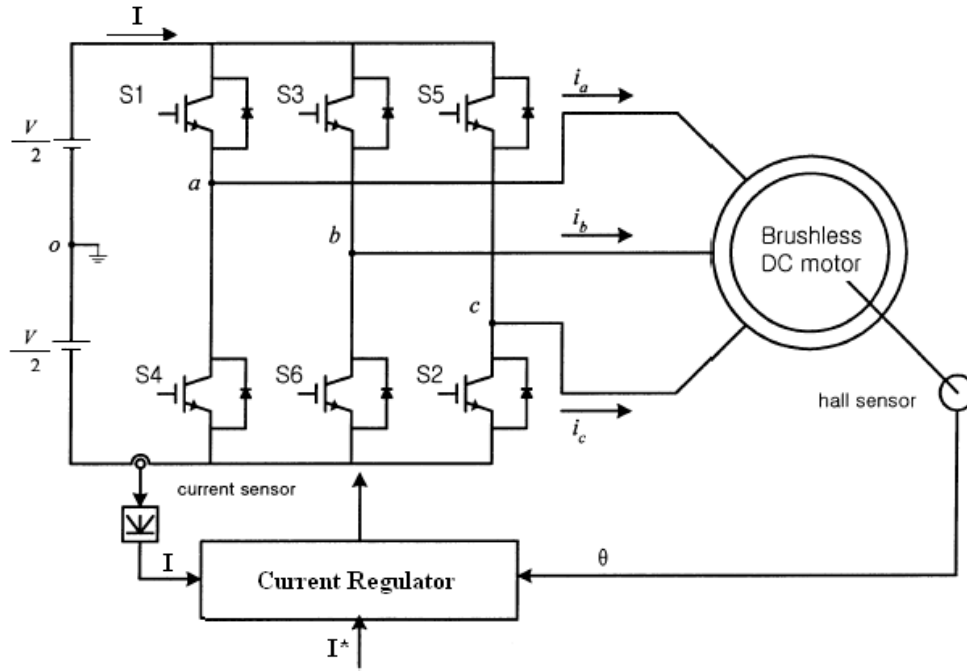 I
S1
S3
S5
i_a
V/2
a
Brushless
DC motor
b
i_b
o
c
V/2
S4
S6
S2
hall sensor
i_c
current sensor
I
Current Regulator
θ
I*